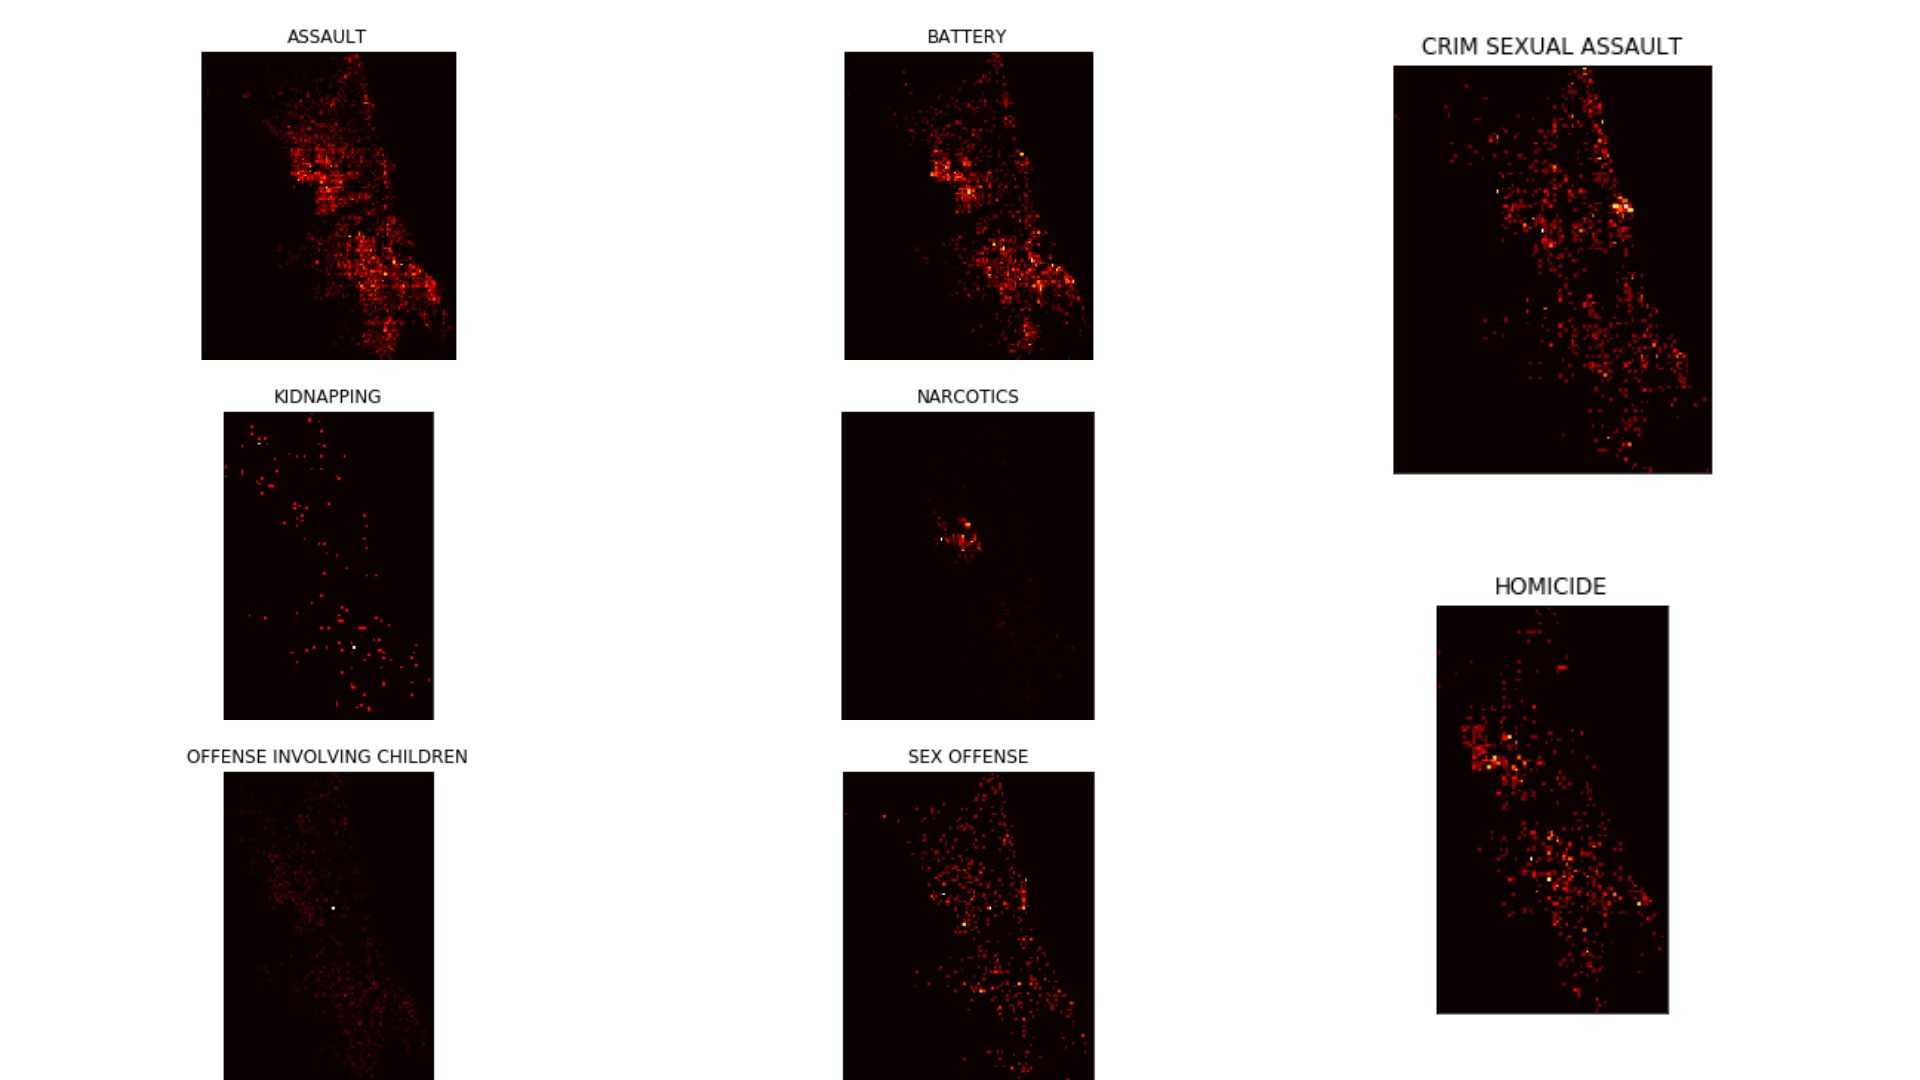 ASSAULT
BATTERY
CRIM SEXUAL ASSAULT
KIDNAPPING
NARCOTICS
HOMICIDE
OFFENSE INVOLVING CHILDREN
SEX OFFENSE